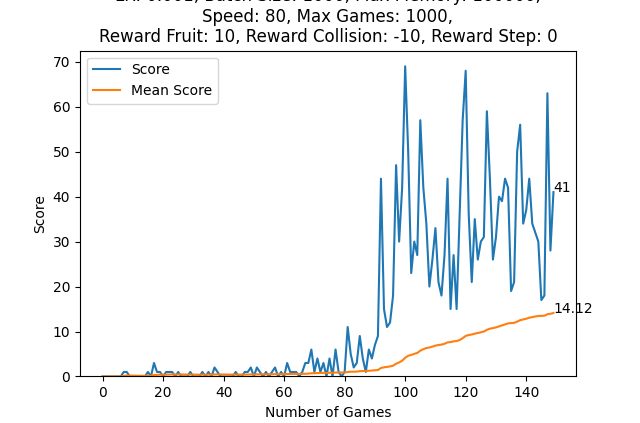 Speed: 80, Max Games: 1000,
Reward Fruit: 10, Reward Collision: -10, Reward Step: 0
Score
Mean Score
70
60
50
40
30
20
10
0
Score
41
14.12
0 20 40 60 80 100 120 140
Number of Games